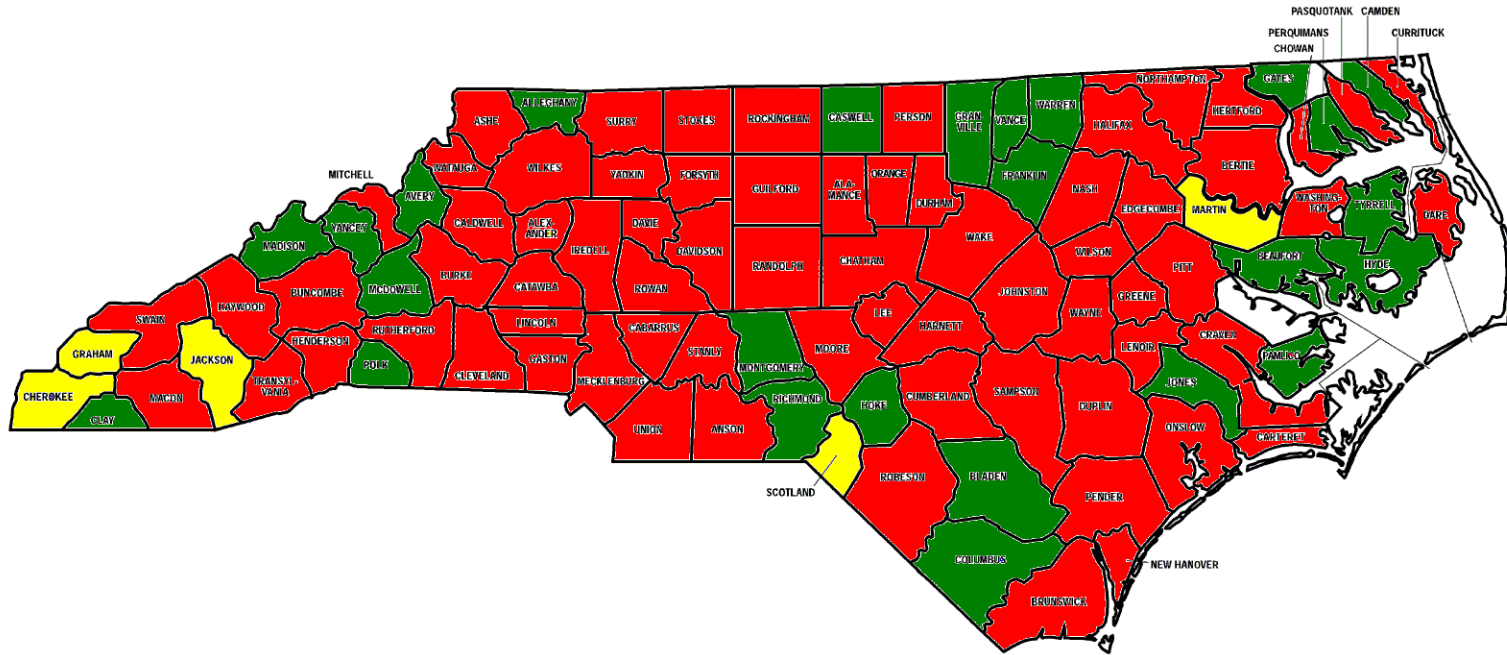 PASQUOTANK
CAMDEN
PERQUIMANS
CURRITUCK
CHOWAN
NORTHAMPTON
GATES
ALLEGHANY
WARREN
HERTFORD
ASHE
SURRY
STOKES
ROCKINGHAM
CASWELL
PERSON
GRAN-
VILLE
VANCE
HALIFAX
WATAUGA
WILKES
YADKIN
FORSYTH
GUILFORD
ALA-
MANCE
ORANGE
DURHAM
FRANKLIN
NASH
BERTIE
MITCHELL
AVERY
CALDWELL
ALEX-
ANDER
DAVIE
EDGECOMBE
MARTIN
WASHING-
TON
TYRRELL
DARE
YANCEY
MADISON
IREDELL
DAVIDSON
RANDOLPH
CHATHAM
WAKE
WILSON
PITT
BEAUFORT
HYDE
BURKE
MCDOWELL
BUNCOMBE
CATAWBA
ROWAN
JOHNSTON
GREENE
HAYWOOD
SWAIN
RUTHERFORD
LINCOLN
CABARRUS
LEE
HARNETT
WAYNE
CRAVEN
HENDERSON
GRAHAM
JACKSON
POLK
CLEVELAND
GASTON
STANLY
MOORE
MONTGOMERY
LENOIR
PAMLICO
TRANSYL-
VANIA
MECKLENBURG
CHEROKEE
MACON
CLAY
RICHMOND
HOKE
CUMBERLAND
SAMPSON
DUPLIN
JONES
UNION
ANSON
ONSLOW
CARTERET
SCOTLAND
ROBESON
BLADEN
PENDER
COLUMBUS
NEW HANOVER
BRUNSWICK